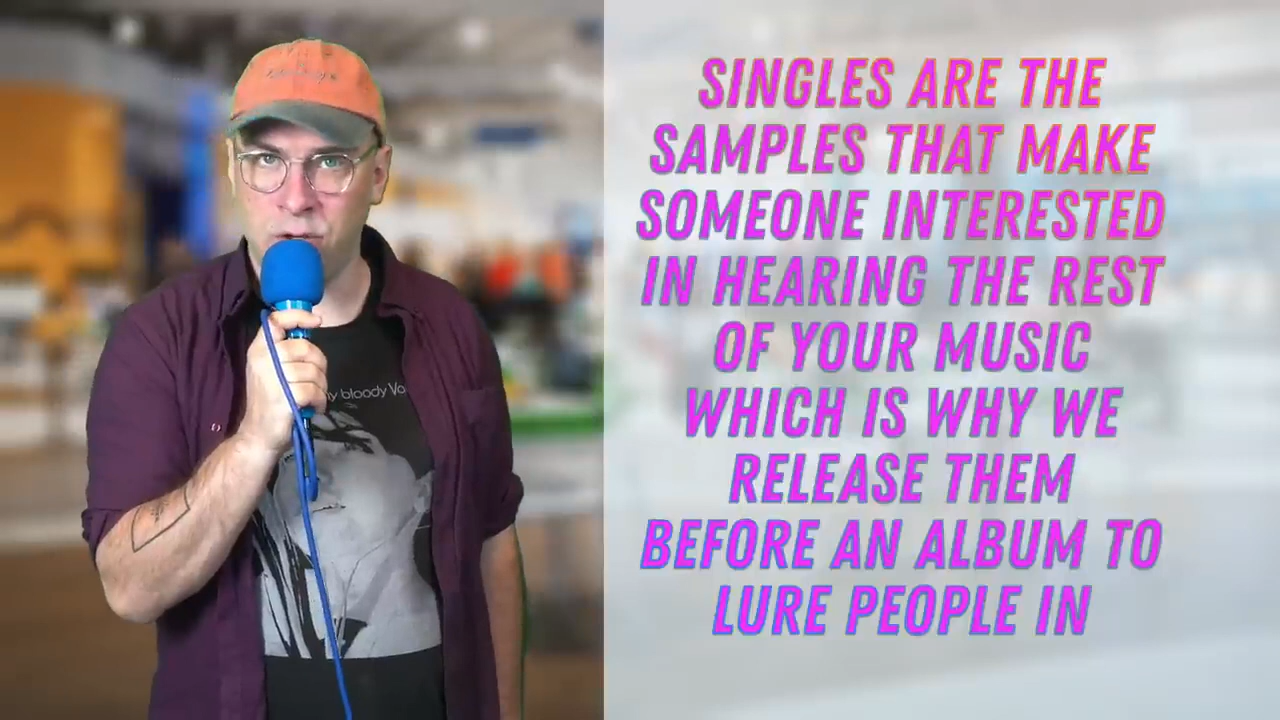 SINGLES ARE THE
SAMPLES THAT MAKE
SOMEONE INTERESTED
IN HEARING THE REST
OF YOUR MUSIC
WHICH IS WHY WE
RELEASE THEM
BEFORE AN ALBUM TO
LURE PEOPLE IN
bloody